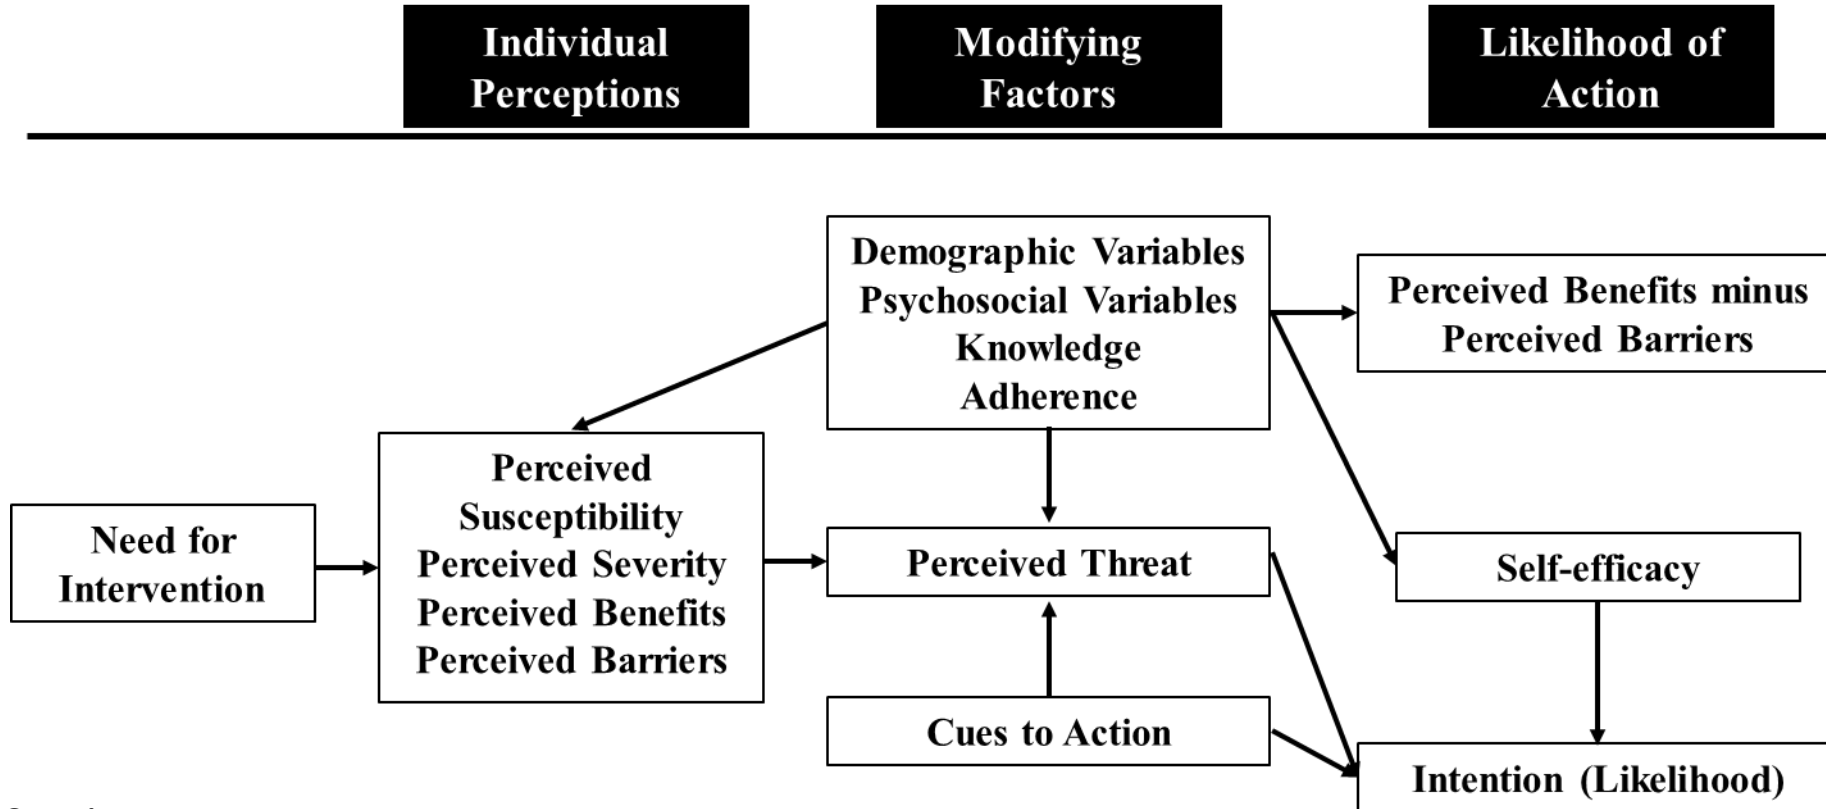 Individual
Perceptions
Modifying
Factors
Likelihood of
Action
Demographic Variables
Psychosocial Variables
Knowledge
Adherence
Perceived Benefits minus
Perceived Barriers
Need for
Intervention
Perceived
Susceptibility
Perceived Severity
Perceived Benefits
Perceived Barriers
Perceived Threat
Self-efficacy
Cues to Action
Intention (Likelihood)